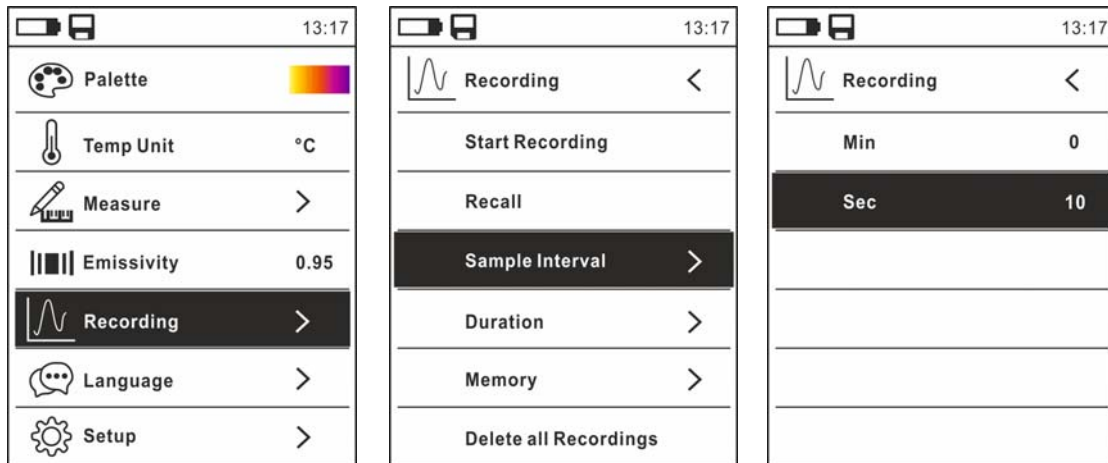 13:17
Palette
Temp Unit °C
Measure >
Emissivity 0.95
Recording >
Language >
Setup >
13:17
Recording <
Start Recording
Recall
Sample Interval >
Duration >
Memory >
Delete all Recordings
13:17
Recording <
Min 0
Sec 10